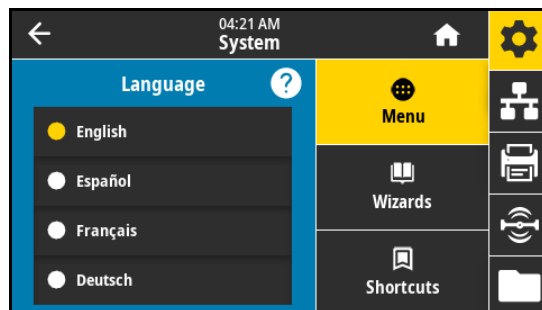 04:21 AM
System
Language
?
English
Español
Français
Deutsch
Menu
Wizards
Shortcuts